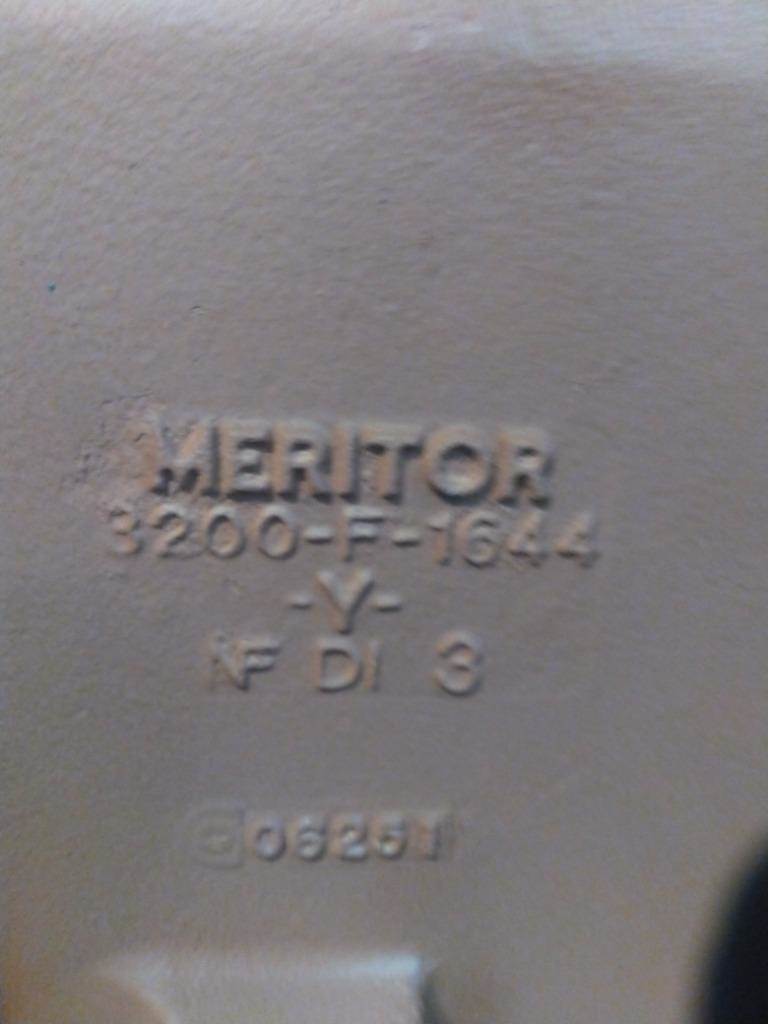 MERITOR
3200-F-1644
-Y-
NF DI 3
06251